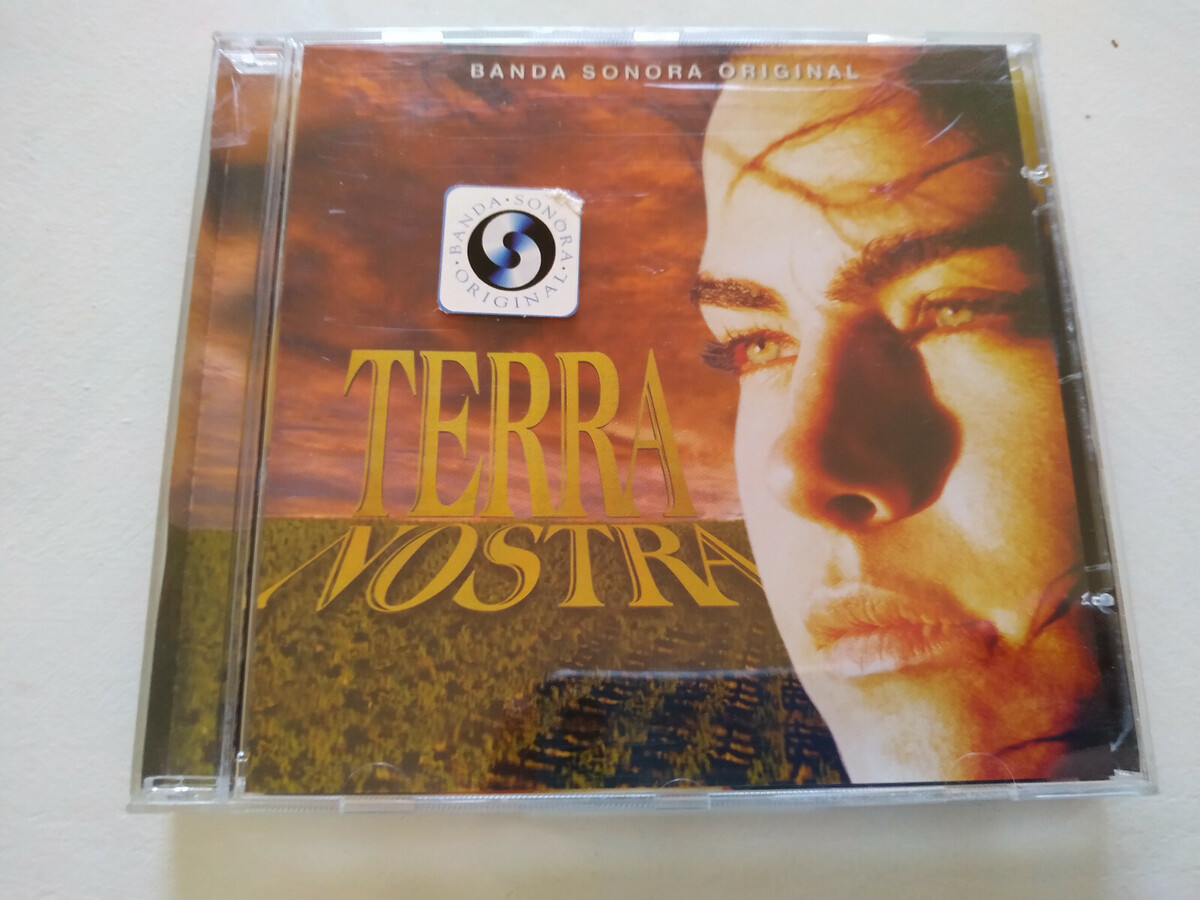 BANDA SONORA ORIGINAL
BANDA · SONORA · ORIGINAL ·
TERRA
NOSTRA